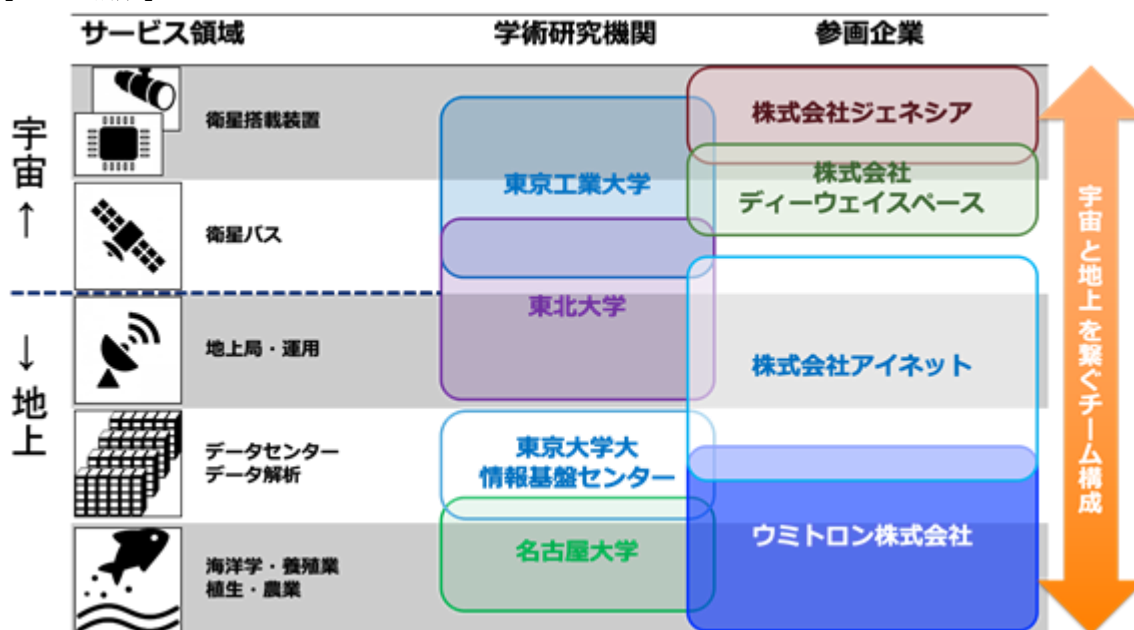 サービス領域
学術研究機関
参画企業
宇宙
↑
↓
地上
衛星搭載装置
衛星バス
地上局・運用
データセンター
データ解析
海洋学・養殖業
植生・農業
東京工業大学
東北大学
東京大学大
情報基盤センター
名古屋大学
株式会社ジェネシア
株式会社
ディーウェイスペース
株式会社アイネット
ウミトロン株式会社
宇宙と地上を繋ぐチーム構成